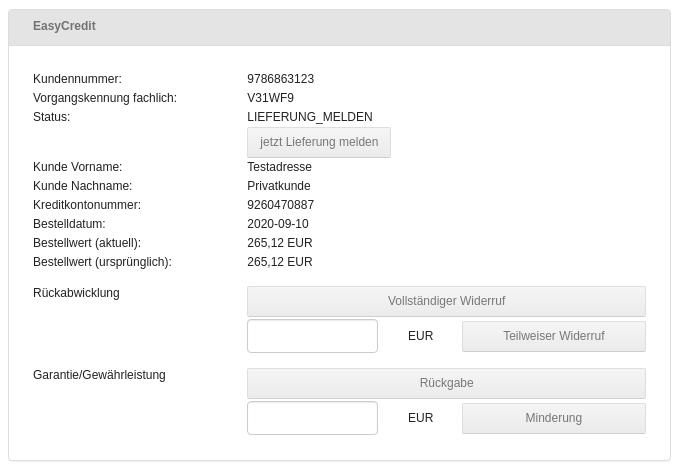 EasyCredit
Kundennummer: 9786863123
Vorgangskennung fachlich: V31WF9
Status: LIEFERUNG_MELDEN
jetzt Lieferung melden
Kunde Vorname: Testadresse
Kunde Nachname: Privatkunde
Kreditkontonummer: 9260470887
Bestelldatum: 2020-09-10
Bestellwert (aktuell): 265,12 EUR
Bestellwert (ursprünglich): 265,12 EUR
Rückabwicklung Vollständiger Widerruf
EUR Teilweiser Widerruf
Garantie/Gewährleistung Rückgabe
EUR Minderung